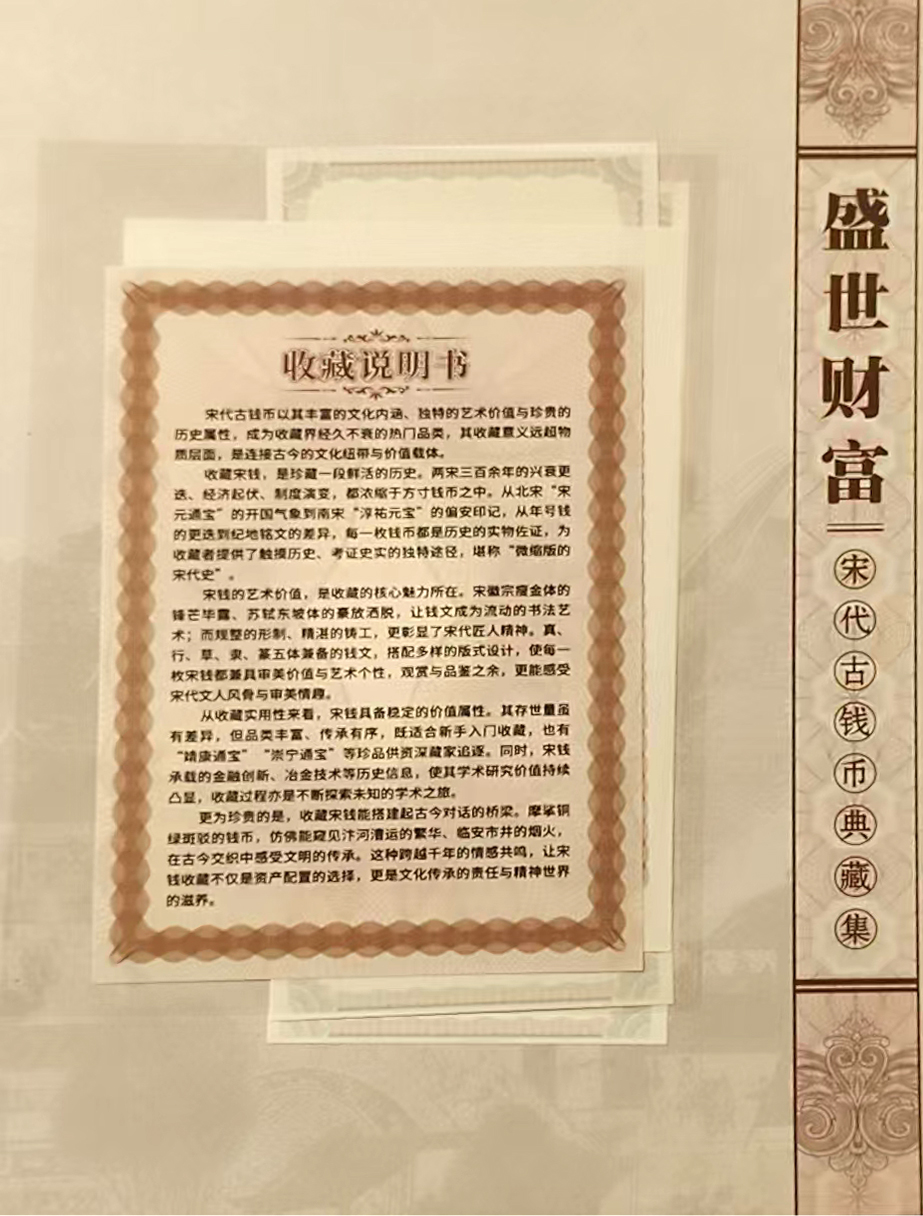 收藏说明书
宋代古钱币以其丰富的文化内涵、独特的艺术价值与珍贵的
历史属性，成为收藏界经久不衰的热门品类，其收藏意义远超物
质层面，是连接古今的文化纽带与价值载体。
收藏宋钱，是珍藏一段鲜活的历史。两宋三百余年的兴衰更
迭、经济起伏、制度演变，都浓缩于方寸钱币之中。从北宋“宋
元通宝”的开国气象到南宋“淳祐元宝”的偏安印记，从年号钱
的更迭到纪地铭文的差异，每一枚钱币都是历史的实物佐证，为
收藏者提供了触摸历史、考证史实的独特途径，堪称“微缩版的
宋代史”。
宋钱的艺术价值，是收藏的核心魅力所在。宋徽宗瘦金体的
锋芒毕露、苏轼东坡体的豪放洒脱，让钱文成为流动的书法艺
术；而规整的形制、精湛的铸工，更彰显了宋代匠人精神。真、
行、草、隶、篆五体兼备的钱文，搭配多样的版式设计，使每一
枚宋钱都兼具审美价值与艺术个性，观赏与品鉴之余，更能感受
宋代文人风骨与审美情趣。
从收藏实用性来看，宋钱具备稳定的价值属性。其存世量虽
有差异，但品类丰富、传承有序，既适合新手入门收藏，也有
“靖康通宝”“崇宁通宝”等珍品供资深藏家追逐。同时，宋钱
承载的金融创新、冶金技术等历史信息，使其学术研究价值持续
凸显，收藏过程亦是不断探索未知的学术之旅。
更为珍贵的是，收藏宋钱能搭建起古今对话的桥梁。摩挲铜
绿斑驳的钱币，仿佛能窥见汴河漕运的繁华、临安市井的烟火，
在古今交织中感受文明的传承。这种跨越千年的情感共鸣，让宋
钱收藏不仅是资产配置的选择，更是文化传承的责任与精神世界
的滋养。
盛世财富
宋代古钱币典藏集